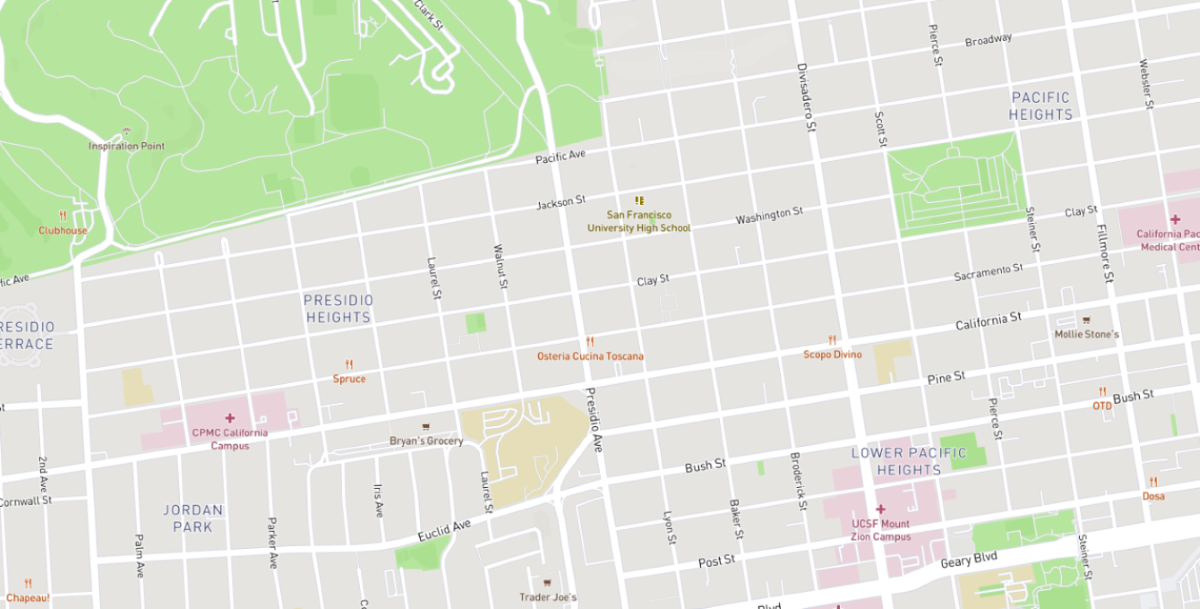 Clark St
Pierce St
Broadway
Divisadero St
Webster St
PACIFIC
HEIGHTS
Scott St
Inspiration Point
Pacific Ave
Jackson St
San Francisco
University High School
Washington St
Clay St
Clubhouse
Steiner St
Fillmore St
California Pac
Medical Cent
Walnut St
Laurel St
Clay St
Sacramento St
fic Ave
PRESIDIO
HEIGHTS
RESIDIO
ERRACE
California St
Mollie Stone's
Osteria Cucina Toscana
Scopo Divino
Spruce
Pine St
Presidio Ave
OTD
Bush St
Pierce St
CPMC California
Campus
Bryan's Grocery
LOWER PACIFIC
HEIGHTS
Bush St
Broderick St
2nd Ave
Cornwall St
Iris Ave
Laurel St
Dosa
JORDAN
PARK
Euclid Ave
Lyon St
Baker St
UCSF Mount
Zion Campus
Palm Ave
Parker Ave
Post St
Geary Blvd
Steiner St
Chapeau!
Trader Joe's
Blvd